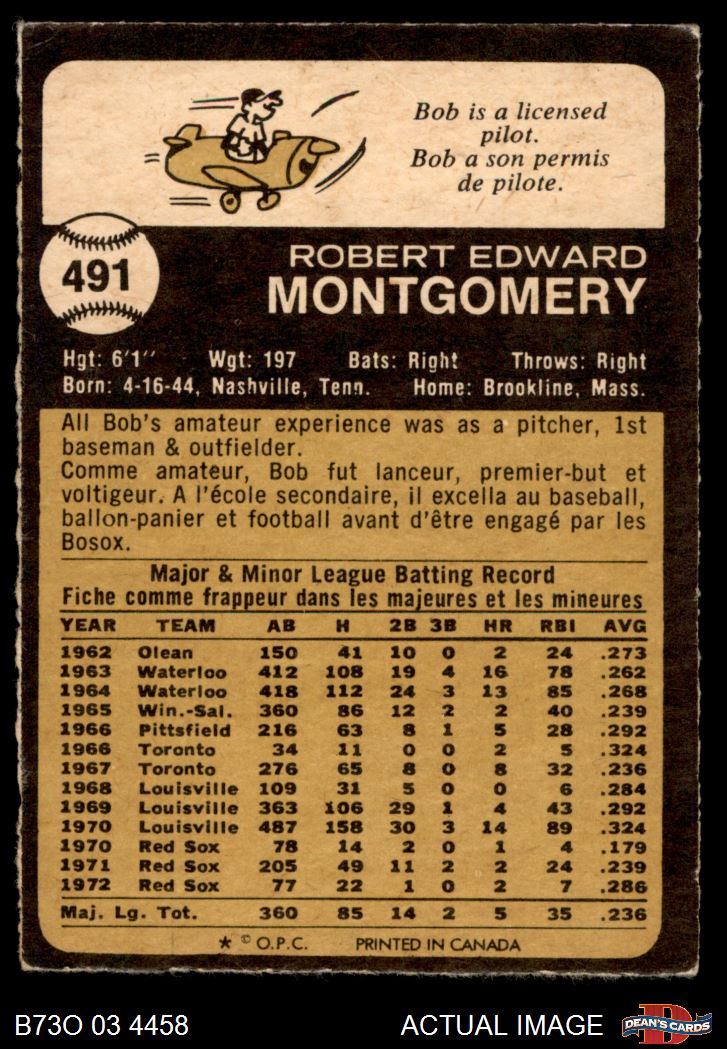 Bob is a licensed
pilot.
Bob a son permis
de pilote.
491
ROBERT EDWARD
MONTGOMERY
Hgt: 6'1" Wgt: 197 Bats: Right Throws: Right
Born: 4-16-44, Nashville, Tenn. Home: Brookline, Mass.
All Bob's amateur experience was as a pitcher, 1st
baseman & outfielder.
Comme amateur, Bob fut lanceur, premier-but et
voltigeur. A l'école secondaire, il excella au baseball,
ballon-panier et football avant d'être engagé par les
Bosox.
Major & Minor League Batting Record
Fiche comme frappeur dans les majeures et les mineures
YEAR TEAM AB H 2B 3B HR RBI AVG
1962 Olean 150 41 10 0 2 24 .273
1963 Waterloo 412 108 19 4 16 78 .262
1964 Waterloo 418 112 24 3 13 85 .268
1965 Win.-Sal. 360 86 12 2 2 40 .239
1966 Pittsfield 216 63 8 1 5 28 .292
1966 Toronto 34 11 0 0 2 5 .324
1967 Toronto 276 65 8 0 8 32 .236
1968 Louisville 109 31 5 0 0 6 .284
1969 Louisville 363 106 29 1 4 43 .292
1970 Louisville 487 158 30 3 14 89 .324
1970 Red Sox 78 14 2 0 1 4 .179
1971 Red Sox 205 49 11 2 2 24 .239
1972 Red Sox 77 22 1 0 2 7 .286
Maj. Lg. Tot. 360 85 14 2 5 35 .236
* © O.P.C. PRINTED IN CANADA
B73O 03 4458 ACTUAL IMAGE
D
DEAN'S CARDS